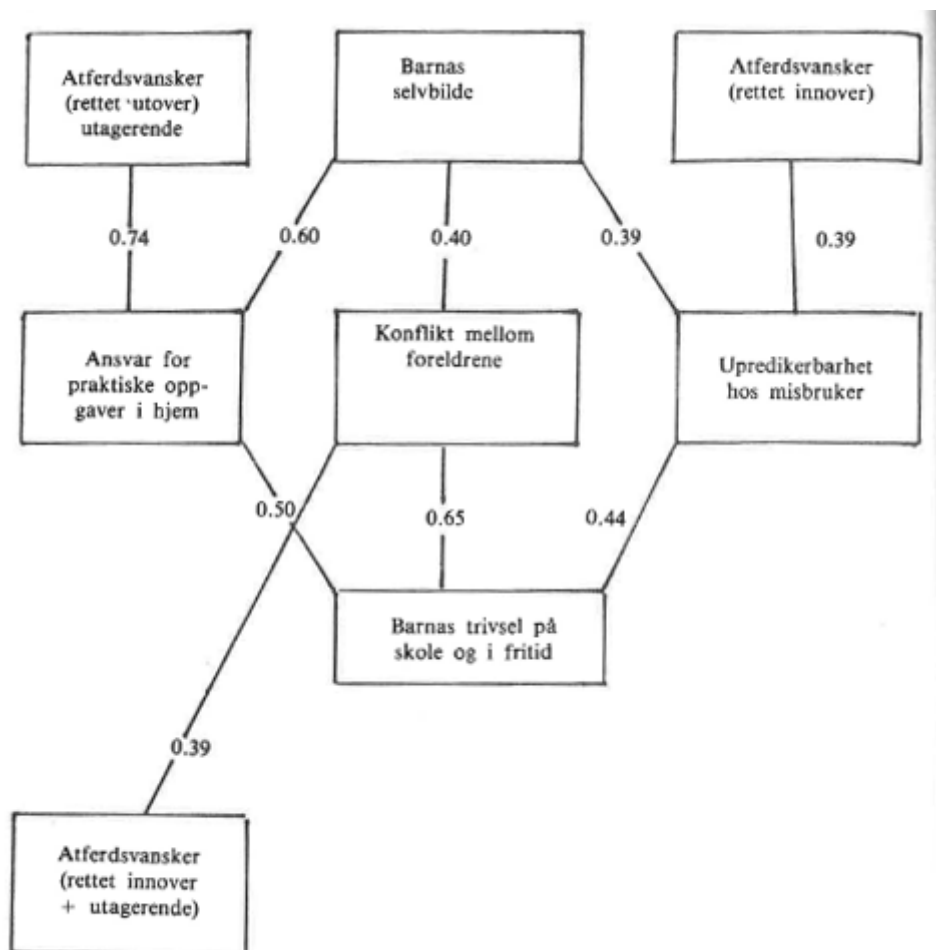 Atferdsvansker
(rettet utover)
utagerende
Barnas
selvbilde
Atferdsvansker
(rettet innover)
0.74
0.60
0.40
0.39
0.39
Ansvar for
praktiske opp-
gaver i hjem
Konflikt mellom
foreldrene
Upredikerbarhet
hos misbruker
0.50
0.65
0.44
Barnas trivsel på
skole og i fritid
0.39
Atferdsvansker
(rettet innover
+ utagerende)